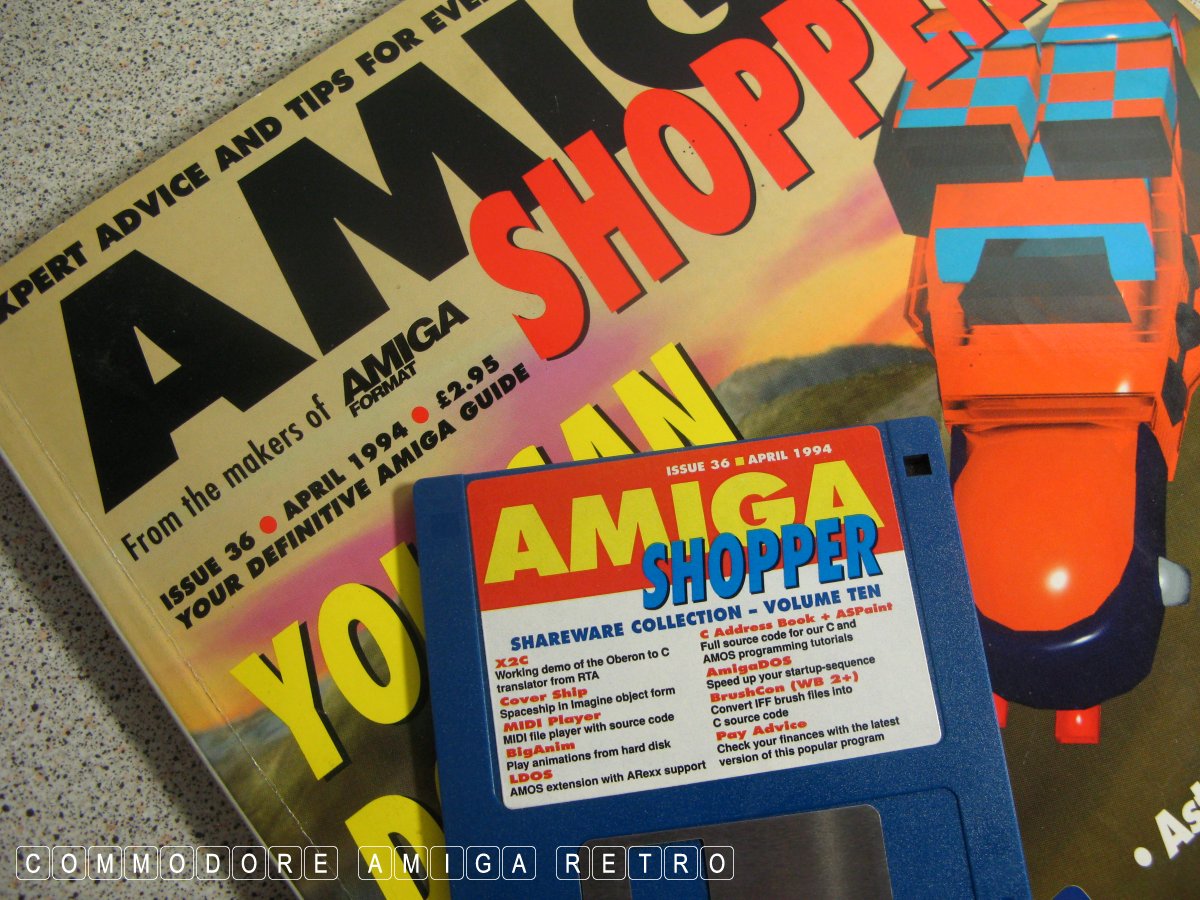 XPERT ADVICE AND TIPS FOR EVE
AMIG
SHOPPER
From the makers of AMIGA
FORMAT
ISSUE 36 • APRIL 1994 • £2.95
YOUR DEFINITIVE AMIGA GUIDE
YOU CAN
ISSUE 36 ■ APRIL 1994
AMIGA
SHOPPER
SHAREWARE COLLECTION – VOLUME TEN
X2C
Working demo of the Oberon to C
translator from RTA
Cover Ship
Spaceship in Imagine object form
MIDI Player
MIDI file player with source code
BigAnim
Play animations from hard disk
LDOS
AMOS extension with ARexx support
C Address Book + ASPaint
Full source code for our C and
AMOS programming tutorials
AmigaDOS
Speed up your startup-sequence
BrushCon (WB 2+)
Convert IFF brush files into
C source code
Pay Advice
Check your finances with the latest
version of this popular program
• Ast
COMMODORE AMIGA RETRO